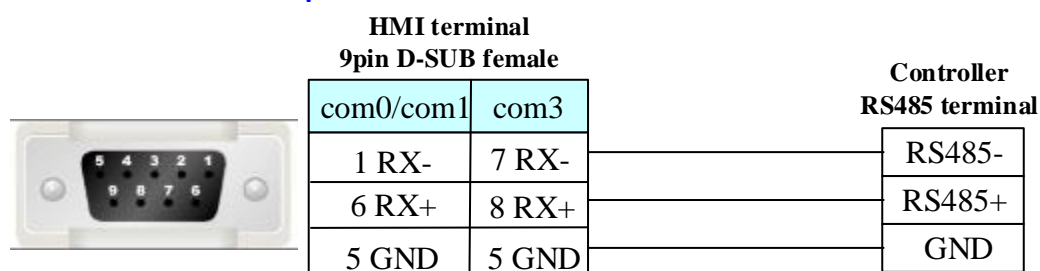 HMI terminal
9pin D-SUB female
Controller
RS485 terminal
com0/com1 com3
1 RX- 7 RX- RS485-
6 RX+ 8 RX+ RS485+
5 GND 5 GND GND
5 4 3 2 1
9 8 7 6